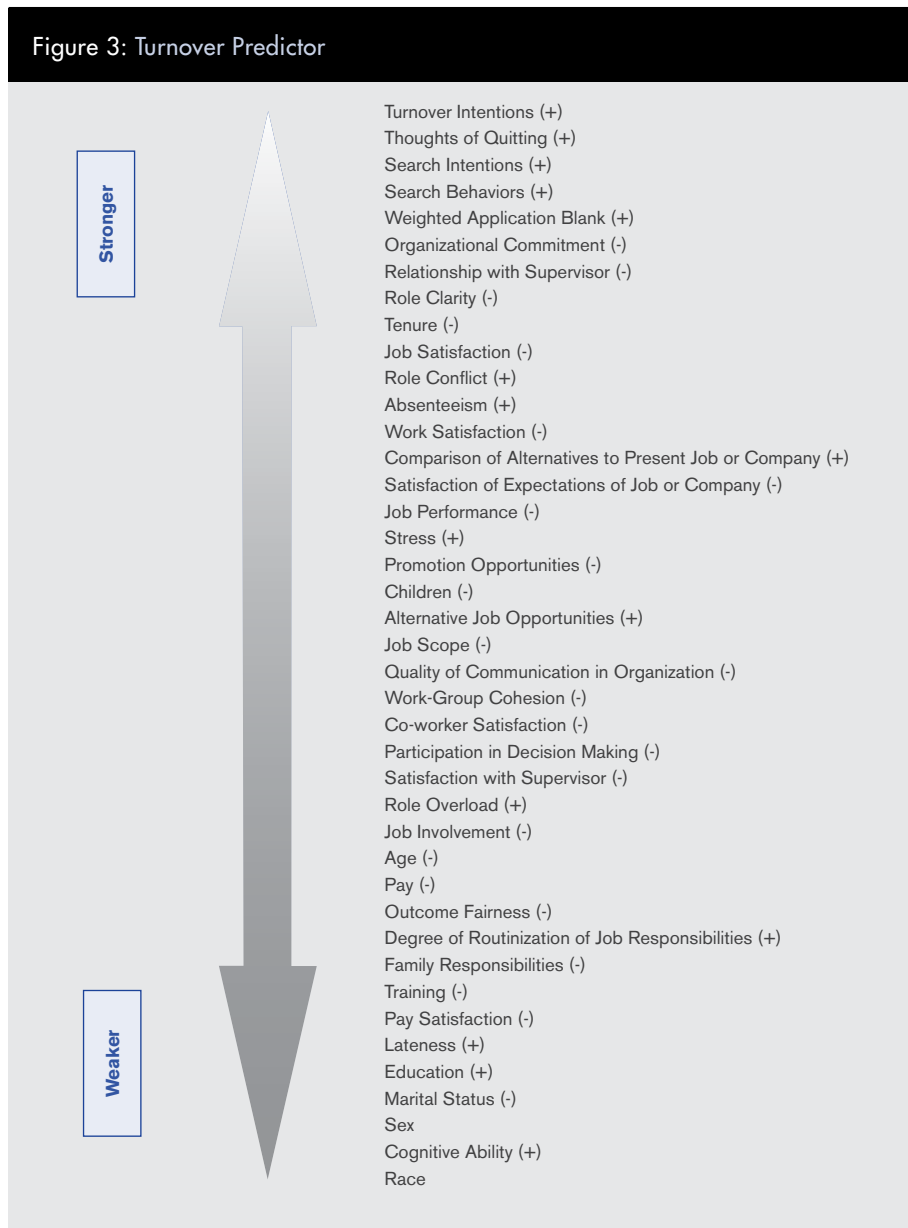 Figure 3: Turnover Predictor
Stronger
Turnover Intentions (+)
Thoughts of Quitting (+)
Search Intentions (+)
Search Behaviors (+)
Weighted Application Blank (+)
Organizational Commitment (-)
Relationship with Supervisor (-)
Role Clarity (-)
Tenure (-)
Job Satisfaction (-)
Role Conflict (+)
Absenteeism (+)
Work Satisfaction (-)
Comparison of Alternatives to Present Job or Company (+)
Satisfaction of Expectations of Job or Company (-)
Job Performance (-)
Stress (+)
Promotion Opportunities (-)
Children (-)
Alternative Job Opportunities (+)
Job Scope (-)
Quality of Communication in Organization (-)
Work-Group Cohesion (-)
Co-worker Satisfaction (-)
Participation in Decision Making (-)
Satisfaction with Supervisor (-)
Role Overload (+)
Job Involvement (-)
Age (-)
Pay (-)
Outcome Fairness (-)
Degree of Routinization of Job Responsibilities (+)
Family Responsibilities (-)
Training (-)
Pay Satisfaction (-)
Lateness (+)
Education (+)
Marital Status (-)
Sex
Cognitive Ability (+)
Race
Weaker